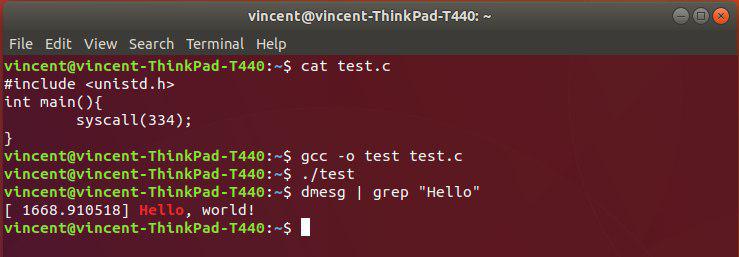 vincent@vincent-ThinkPad-T440: ~
File Edit View Search Terminal Help
vincent@vincent-ThinkPad-T440:~$ cat test.c
#include <unistd.h>
int main(){
        syscall(334);
}
vincent@vincent-ThinkPad-T440:~$ gcc -o test test.c
vincent@vincent-ThinkPad-T440:~$ ./test
vincent@vincent-ThinkPad-T440:~$ dmesg | grep "Hello"
[ 1668.910518] Hello, world!
vincent@vincent-ThinkPad-T440:~$